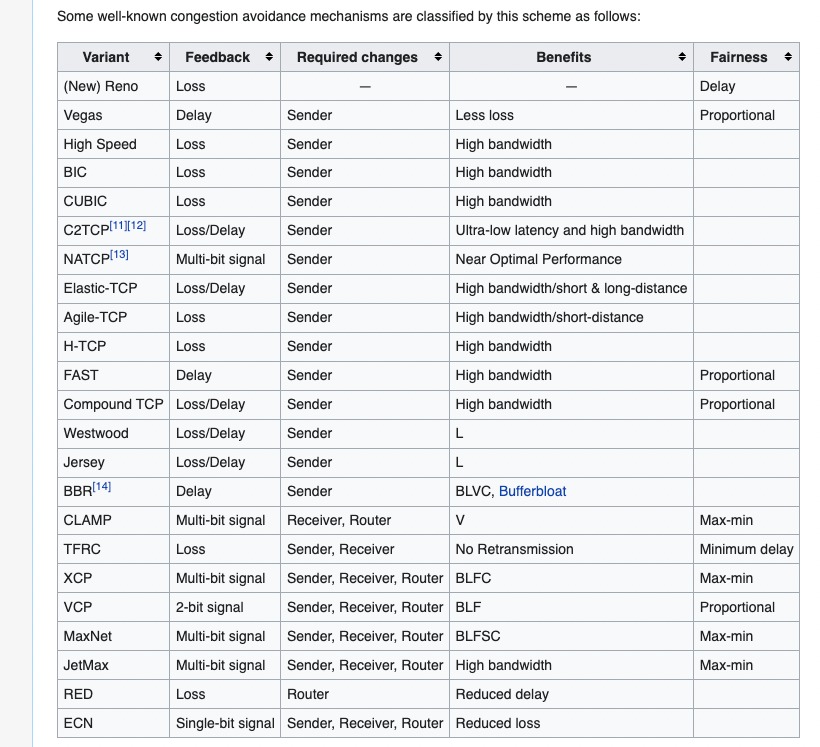 Some well-known congestion avoidance mechanisms are classified by this scheme as follows:
Variant Feedback Required changes Benefits Fairness
(New) Reno Loss — — Delay
Vegas Delay Sender Less loss Proportional
High Speed Loss Sender High bandwidth
BIC Loss Sender High bandwidth
CUBIC Loss Sender High bandwidth
C2TCP[11][12] Loss/Delay Sender Ultra-low latency and high bandwidth
NATCP[13] Multi-bit signal Sender Near Optimal Performance
Elastic-TCP Loss/Delay Sender High bandwidth/short & long-distance
Agile-TCP Loss Sender High bandwidth/short-distance
H-TCP Loss Sender High bandwidth
FAST Delay Sender High bandwidth Proportional
Compound TCP Loss/Delay Sender High bandwidth Proportional
Westwood Loss/Delay Sender L
Jersey Loss/Delay Sender L
BBR[14] Delay Sender BLVC, Bufferbloat
CLAMP Multi-bit signal Receiver, Router V Max-min
TFRC Loss Sender, Receiver No Retransmission Minimum delay
XCP Multi-bit signal Sender, Receiver, Router BLFC Max-min
VCP 2-bit signal Sender, Receiver, Router BLF Proportional
MaxNet Multi-bit signal Sender, Receiver, Router BLFSC Max-min
JetMax Multi-bit signal Sender, Receiver, Router High bandwidth Max-min
RED Loss Router Reduced delay
ECN Single-bit signal Sender, Receiver, Router Reduced loss